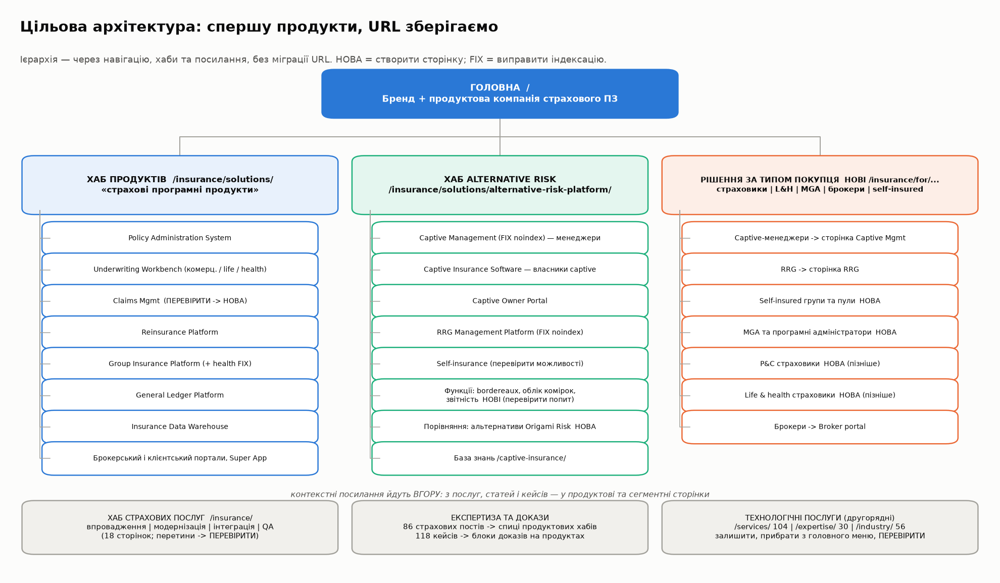 Цільова архітектура: спершу продукти, URL зберігаємо
Ієрархія — через навігацію, хаби та посилання, без міграції URL. НОВА = створити сторінку; FIX = виправити індексацію.
ГОЛОВНА /
Бренд + продуктова компанія страхового ПЗ
ХАБ ПРОДУКТІВ /insurance/solutions/
«страхові програмні продукти»
Policy Administration System
Underwriting Workbench (комерц. / life / health)
Claims Mgmt (ПЕРЕВІРИТИ -> НОВА)
Reinsurance Platform
Group Insurance Platform (+ health FIX)
General Ledger Platform
Insurance Data Warehouse
Брокерський і клієнтський портали, Super App
ХАБ ALTERNATIVE RISK
/insurance/solutions/alternative-risk-platform/
Captive Management (FIX noindex) — менеджери
Captive Insurance Software — власники captive
Captive Owner Portal
RRG Management Platform (FIX noindex)
Self-insurance (перевірити можливості)
Функції: bordereaux, облік комірок,
звітність НОВІ (перевірити попит)
Порівняння: альтернативи Origami Risk НОВА
База знань /captive-insurance/
РІШЕННЯ ЗА ТИПОМ ПОКУПЦЯ НОВІ /insurance/for/...
страховики | L&H | MGA | брокери | self-insured
Captive-менеджери -> сторінка Captive Mgmt
RRG -> сторінка RRG
Self-insured групи та пули НОВА
MGA та програмні адміністратори НОВА
P&C страховики НОВА (пізніше)
Life & health страховики НОВА (пізніше)
Брокери -> Broker portal
контекстні посилання йдуть ВГОРУ: з послуг, статей і кейсів — у продуктові та сегментні сторінки
ХАБ СТРАХОВИХ ПОСЛУГ /insurance/
впровадження | модернізація | інтеграція | QA
(18 сторінок; перетини -> ПЕРЕВІРИТИ)
ЕКСПЕРТИЗА ТА ДОКАЗИ
86 страхових постів -> спиці продуктових хабів
118 кейсів -> блоки доказів на продуктах
ТЕХНОЛОГІЧНІ ПОСЛУГИ (другорядні)
/services/ 104 | /expertise/ 30 | /industry/ 56
залишити, прибрати з головного меню, ПЕРЕВІРИТИ